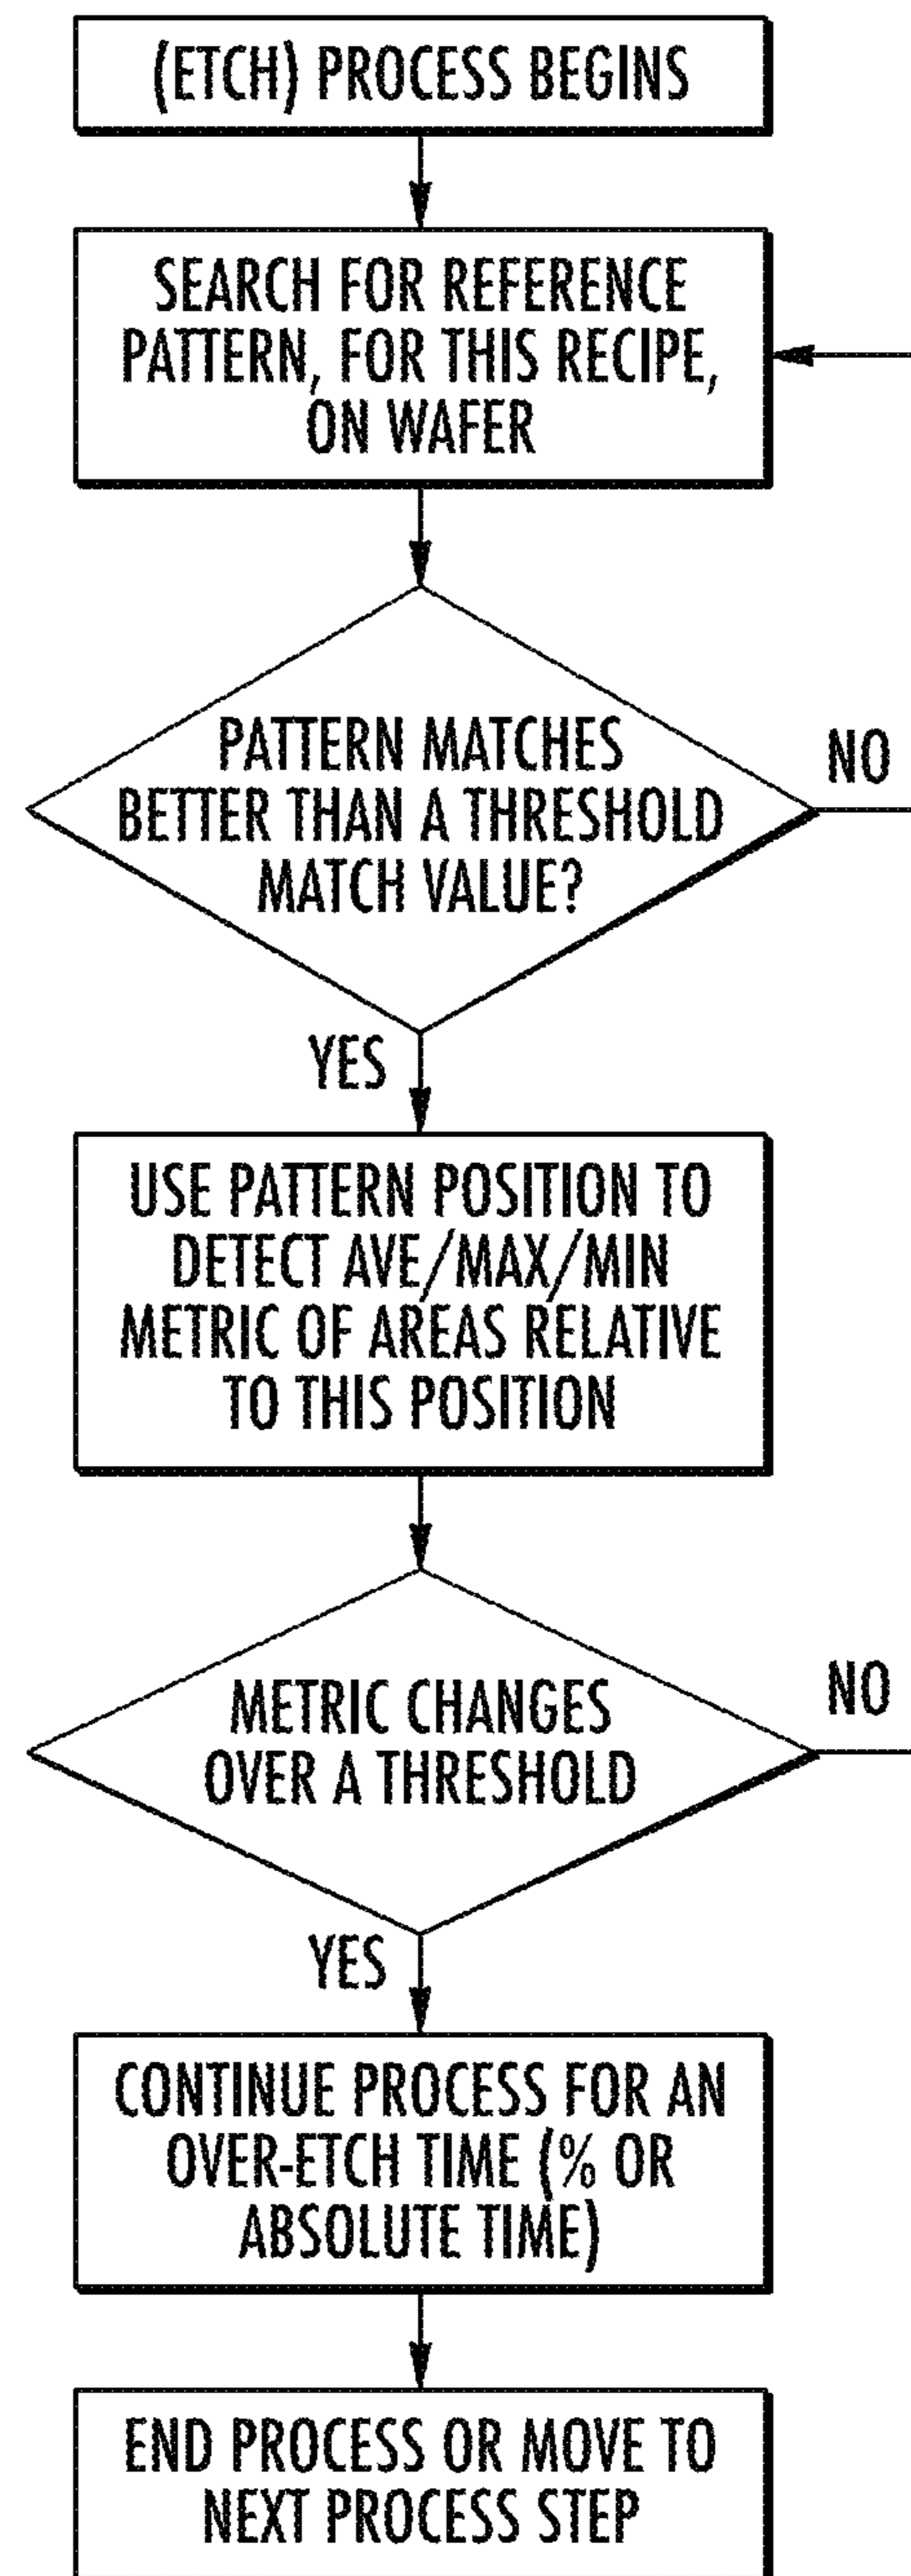 (ETCH) PROCESS BEGINS
SEARCH FOR REFERENCE
PATTERN, FOR THIS RECIPE,
ON WAFER
PATTERN MATCHES
BETTER THAN A THRESHOLD
MATCH VALUE?
NO
YES
USE PATTERN POSITION TO
DETECT AVE/MAX/MIN
METRIC OF AREAS RELATIVE
TO THIS POSITION
METRIC CHANGES
OVER A THRESHOLD
NO
YES
CONTINUE PROCESS FOR AN
OVER-ETCH TIME (% OR
ABSOLUTE TIME)
END PROCESS OR MOVE TO
NEXT PROCESS STEP